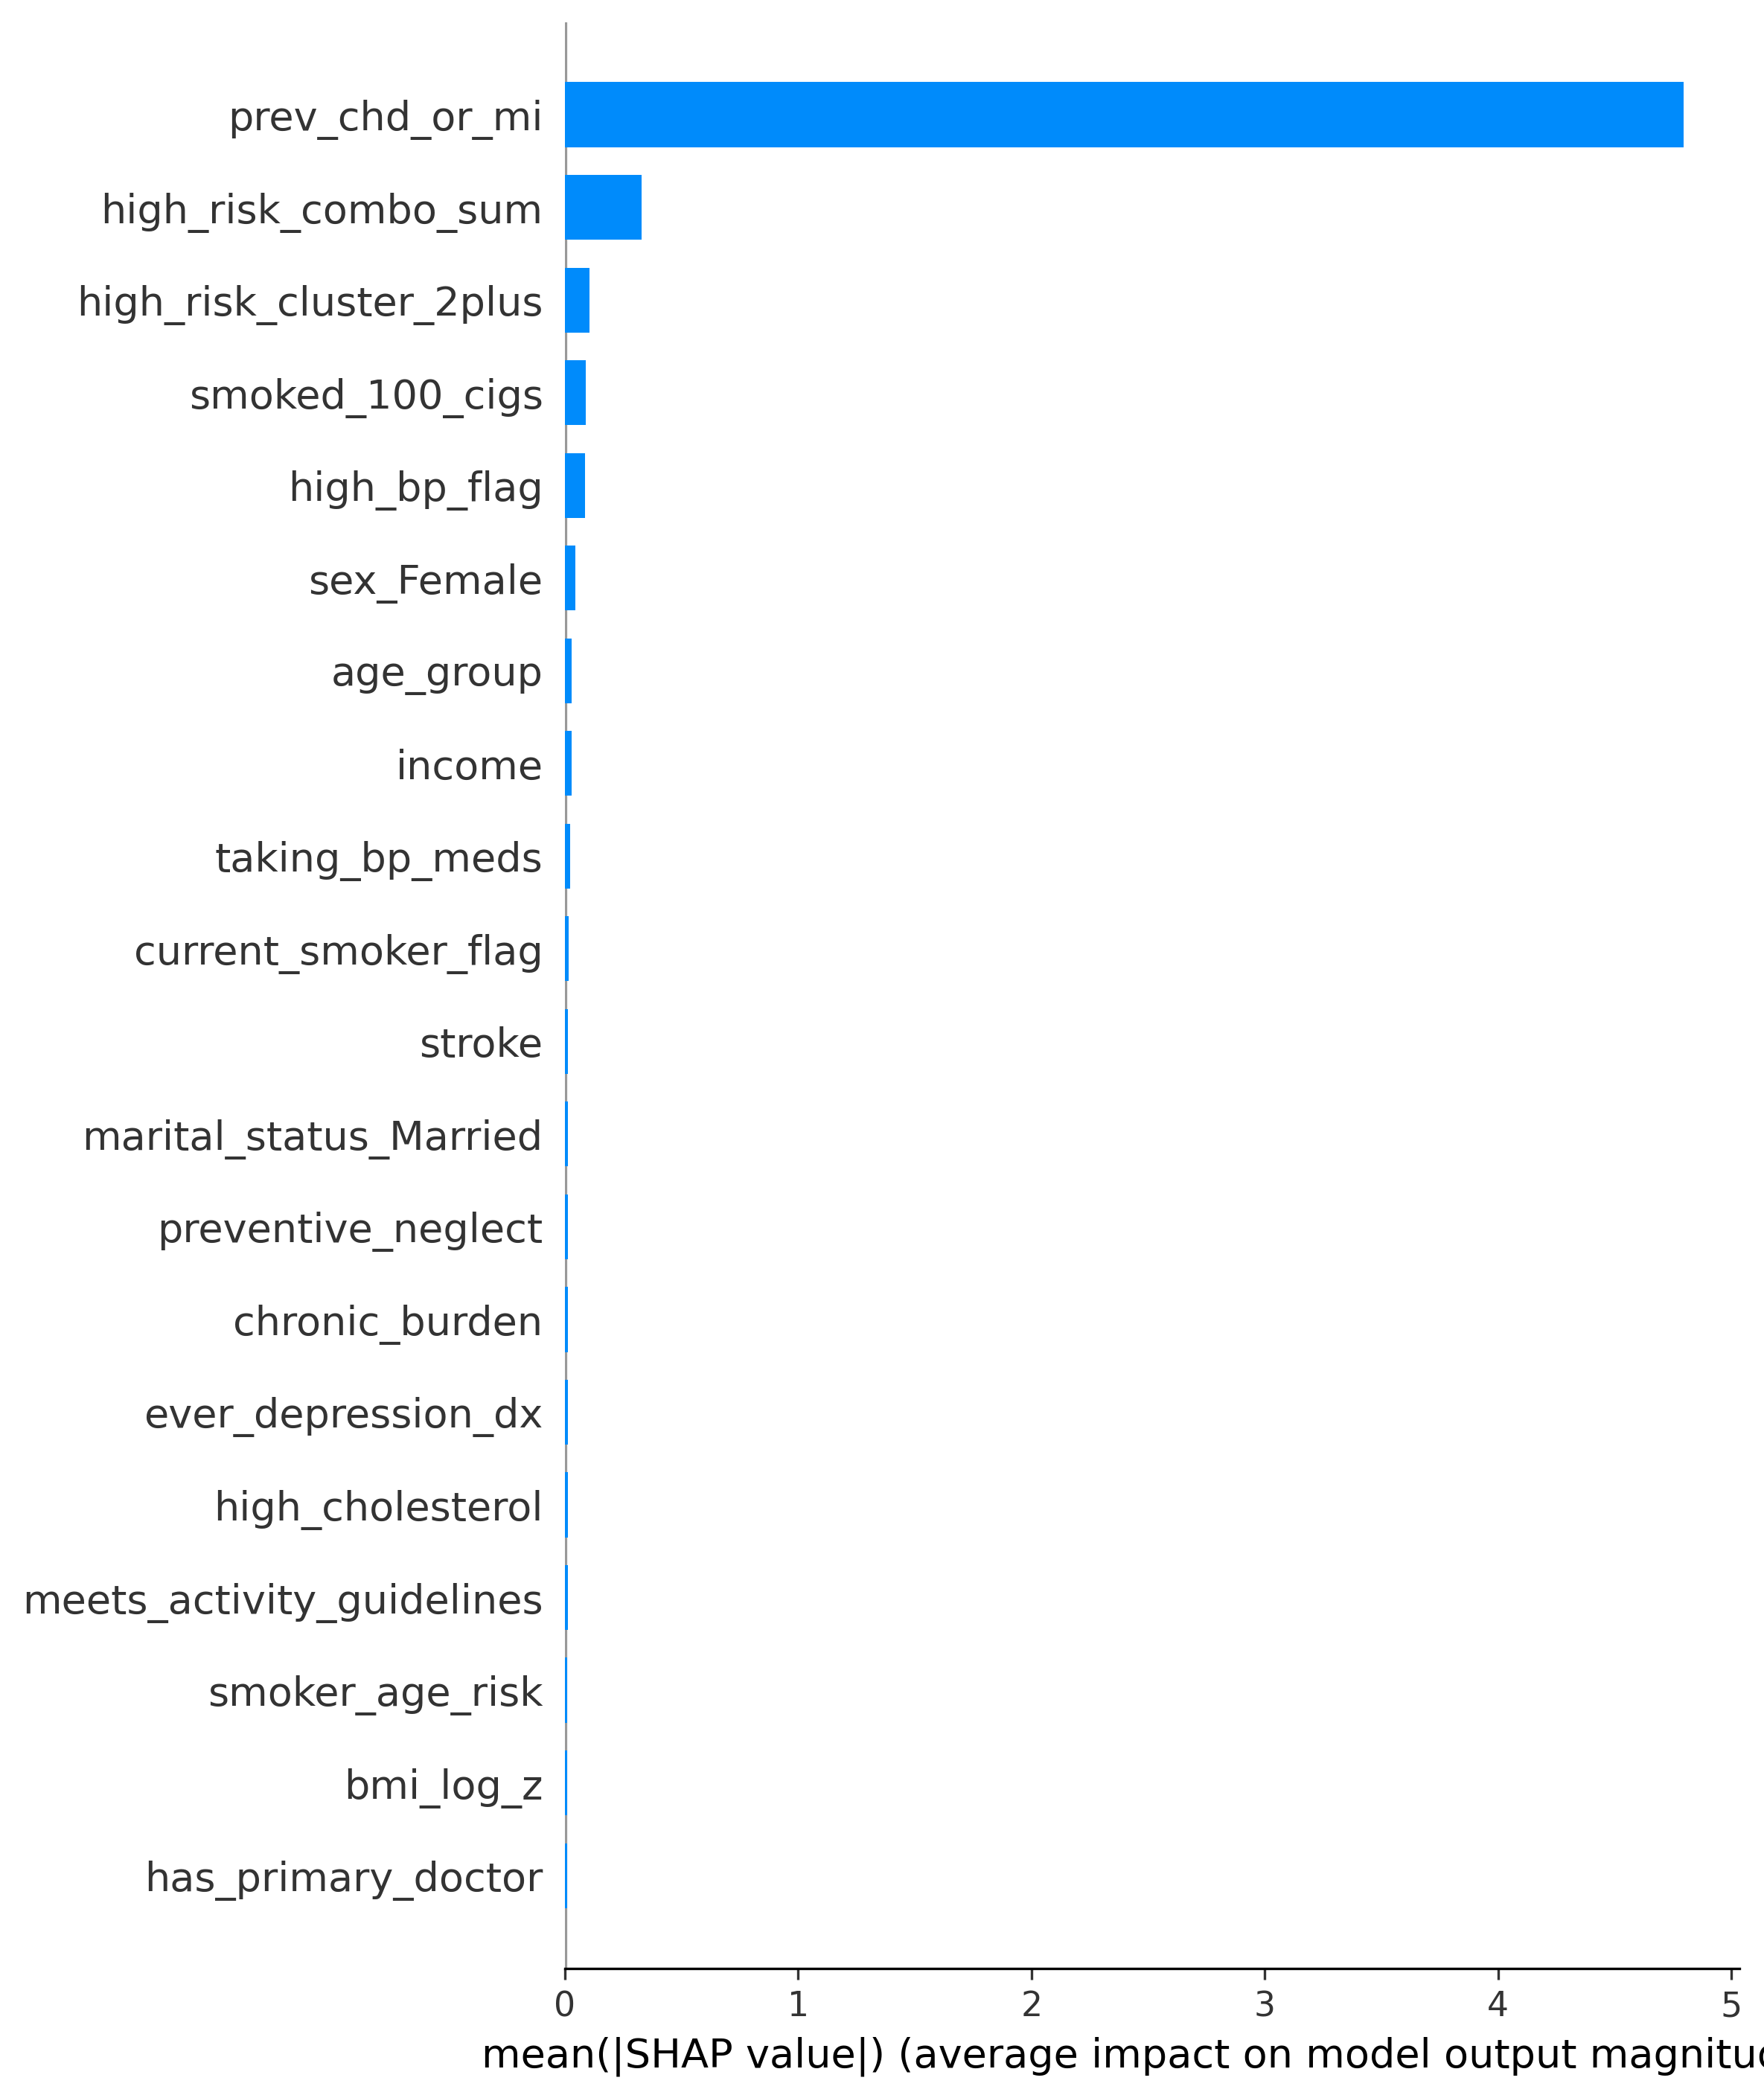 prev_chd_or_mi
high_risk_combo_sum
high_risk_cluster_2plus
smoked_100_cigs
high_bp_flag
sex_Female
age_group
income
taking_bp_meds
current_smoker_flag
stroke
marital_status_Married
preventive_neglect
chronic_burden
ever_depression_dx
high_cholesterol
meets_activity_guidelines
smoker_age_risk
bmi_log_z
has_primary_doctor
0 1 2 3 4 5
mean(|SHAP value|) (average impact on model output magnitu